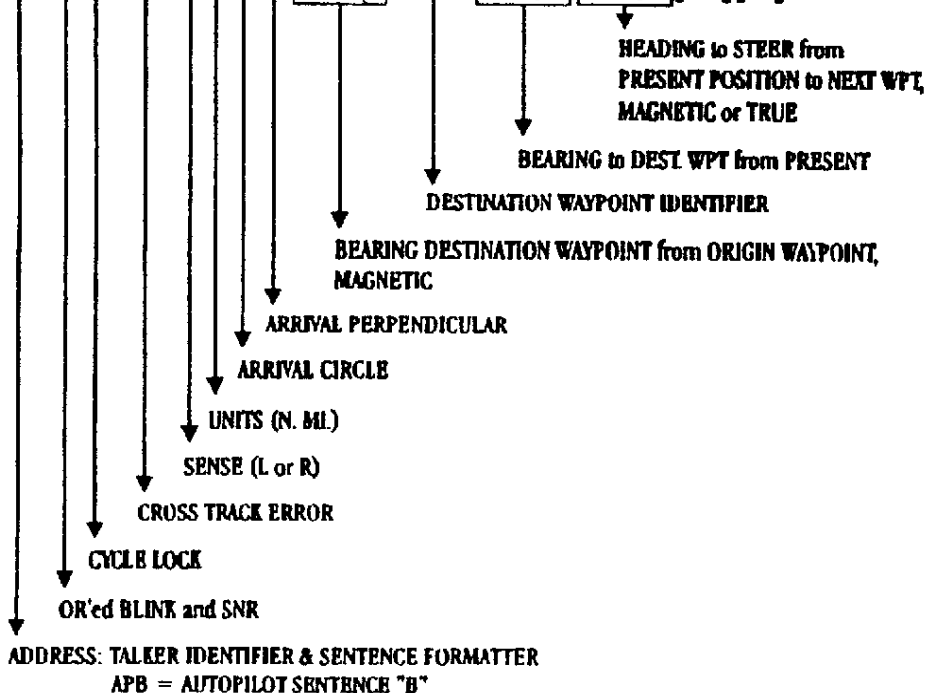 HEADING to STEER from
PRESENT POSITION to NEXT WPT,
MAGNETIC or TRUE
BEARING to DEST. WPT from PRESENT
DESTINATION WAYPOINT IDENTIFIER
BEARING DESTINATION WAYPOINT from ORIGIN WAYPOINT,
MAGNETIC
ARRIVAL PERPENDICULAR
ARRIVAL CIRCLE
UNITS (N. MI.)
SENSE (L or R)
CROSS TRACK ERROR
CYCLE LOCK
OR'ed BLINK and SNR
ADDRESS: TALKER IDENTIFIER & SENTENCE FORMATTER
APB = AUTOPILOT SENTENCE "B"